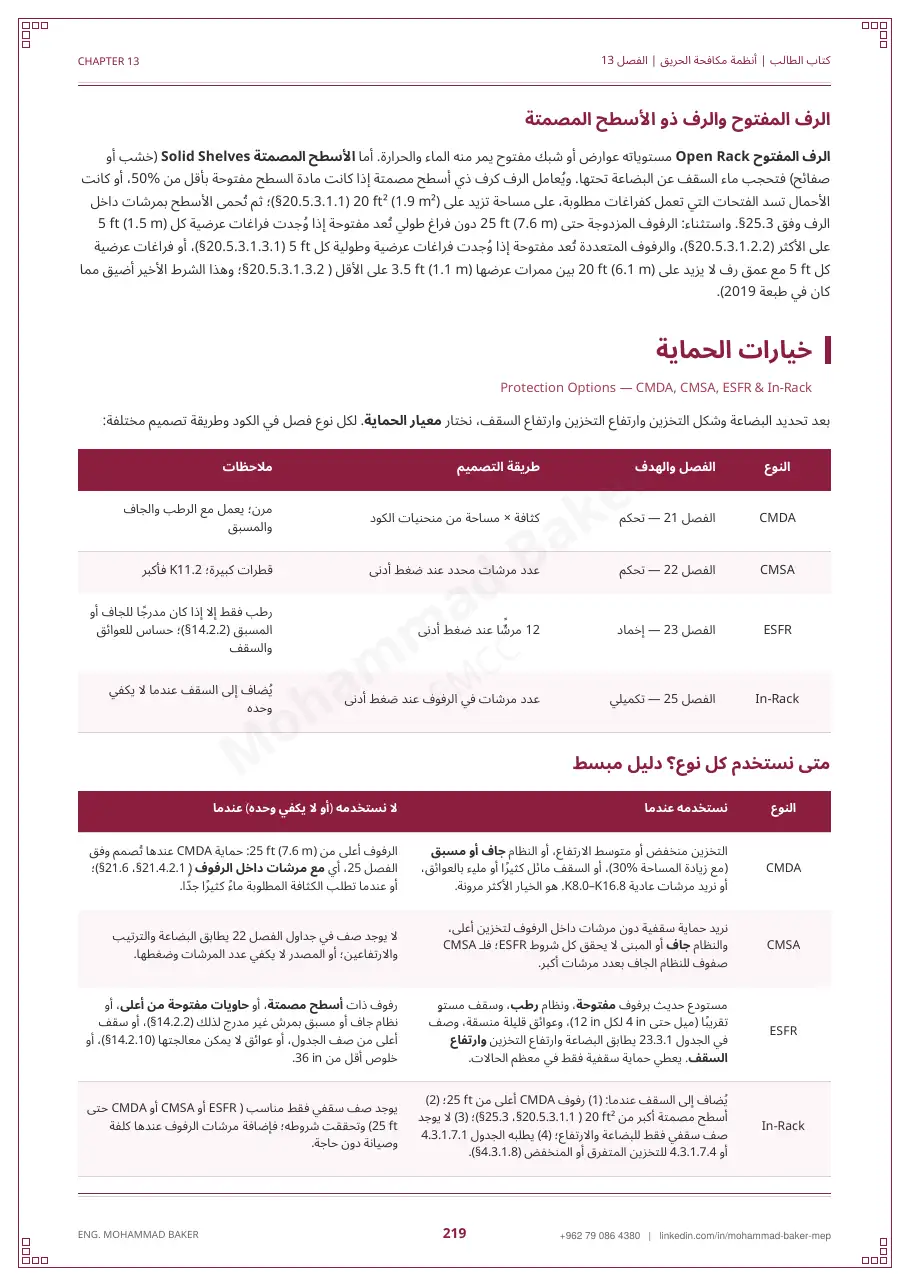 كتاب الطالب | أنظمة مكافحة الحريق | الفصل 13
CHAPTER 13
الرف المفتوح والرف ذو الأسطح المصمتة
الرف المفتوح Open Rack مستوياته عوارض أو شبك مفتوح يمر منه الماء والحرارة. أما الأسطح المصمتة Solid Shelves (خشب أو
صفائح) فتحجب ماء السقف عن البضاعة تحتها. ويُعامل الرف كرف ذي أسطح مصمتة إذا كانت مادة السطح مفتوحة بأقل من 50%، أو كانت
الأحمال تسد الفتحات التي تعمل كفراغات مطلوبة، على مساحة تزيد على 20 ft² (1.9 m²) (§20.5.3.1.1)؛ ثم تُحمى الأسطح بمرشات داخل
الرف وفق §25.3. واستثناء: الرفوف المزدوجة حتى 25 ft (7.6 m) دون فراغ طولي تُعد مفتوحة إذا وُجدت فراغات عرضية كل 5 ft (1.5 m)
على الأكثر (§20.5.3.1.2.2)، والرفوف المتعددة تُعد مفتوحة إذا وُجدت فراغات عرضية وطولية كل 5 ft (§20.5.3.1.3.1)، أو فراغات عرضية
كل 5 ft مع عمق رف لا يزيد على 20 ft (6.1 m) بين ممرات عرضها 3.5 ft (1.1 m) على الأقل (§20.5.3.1.3.2؛ وهذا الشرط الأخير أضيق مما
كان في طبعة 2019).
خيارات الحماية
Protection Options — CMDA, CMSA, ESFR & In-Rack
بعد تحديد البضاعة وشكل التخزين وارتفاع التخزين وارتفاع السقف، نختار معيار الحماية. لكل نوع فصل في الكود وطريقة تصميم مختلفة:
النوع الفصل والهدف طريقة التصميم ملاحظات
CMDA الفصل 21 — تحكم كثافة × مساحة من منحنيات الكود مرن؛ يعمل مع الرطب والجاف
والمسبق
CMSA الفصل 22 — تحكم عدد مرشات محدد عند ضغط أدنى قطرات كبيرة؛ K11.2 فأكبر
ESFR الفصل 23 — إخماد 12 مرشًّا عند ضغط أدنى رطب فقط إلا إذا كان مدرجًا للجاف أو
المسبق (§14.2.2)؛ حساس للعوائق
والسقف
In-Rack الفصل 25 — تكميلي عدد مرشات في الرفوف عند ضغط أدنى يُضاف إلى السقف عندما لا يكفي
وحده
متى نستخدم كل نوع؟ دليل مبسط
النوع نستخدمه عندما لا نستخدمه (أو لا يكفي وحده) عندما
CMDA
التخزين منخفض أو متوسط الارتفاع، أو النظام جاف أو مسبق
(مع زيادة المساحة 30%)، أو السقف مائل كثيرًا أو مليء بالعوائق،
أو نريد مرشات عادية K8.0–K16.8. هو الخيار الأكثر مرونة.
الرفوف أعلى من 25 ft (7.6 m): حماية CMDA عندها تُصمم وفق
الفصل 25، أي مع مرشات داخل الرفوف (§21.4.2.1، §21.6)؛
أو عندما تطلب الكثافة المطلوبة ماءً كثيرًا جدًا.
CMSA
نريد حماية سقفية دون مرشات داخل الرفوف لتخزين أعلى،
والنظام جاف أو المبنى لا يحقق كل شروط ESFR؛ فلـ CMSA
صفوف للنظام الجاف بعدد مرشات أكبر.
لا يوجد صف في جداول الفصل 22 يطابق البضاعة والترتيب
والارتفاعين؛ أو المصدر لا يكفي عدد المرشات وضغطها.
ESFR
مستودع حديث برفوف مفتوحة، ونظام رطب، وسقف مستوٍ
تقريبًا (ميل حتى 4 in لكل 12 in)، وعوائق قليلة منسقة، وصف
في الجدول 23.3.1 يطابق البضاعة وارتفاع التخزين وارتفاع
السقف. يعطي حماية سقفية فقط في معظم الحالات.
رفوف ذات أسطح مصمتة، أو حاويات مفتوحة من أعلى، أو
نظام جاف أو مسبق بمرش غير مدرج لذلك (§14.2.2)، أو سقف
أعلى من صف الجدول، أو عوائق لا يمكن معالجتها (§14.2.10)، أو
خلوص أقل من 36 in.
In-Rack
يُضاف إلى السقف عندما: (1) رفوف CMDA أعلى من 25 ft؛ (2)
أسطح مصمتة أكبر من 20 ft² (§20.5.3.1.1، §25.3)؛ (3) لا يوجد
صف سقفي فقط للبضاعة والارتفاع؛ (4) يطلبه الجدول 4.3.1.7.1
أو 4.3.1.7.4 للتخزين المتفرق أو المنخفض (§4.3.1.8).
يوجد صف سقفي فقط مناسب (ESFR أو CMSA أو CMDA حتى
25 ft) وتحققت شروطه؛ فإضافة مرشات الرفوف عندها كلفة
وصيانة دون حاجة.
Mohammad Baker
SMCC
ENG. MOHAMMAD BAKER
219
+962 79 086 4380 | linkedin.com/in/mohammad-baker-mep